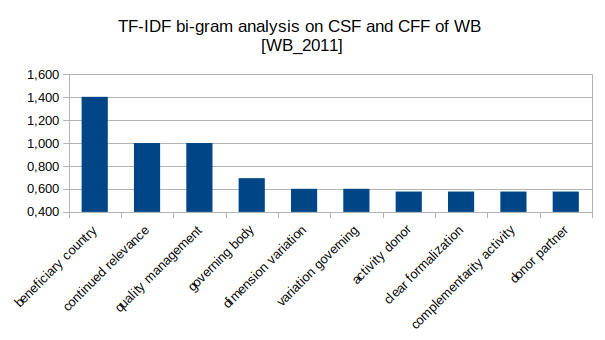 TF-IDF bi-gram analysis on CSF and CFF of WB
[WB_2011]
1,600
1,400
1,200
1,000
0,800
0,600
0,400
beneficiary country
continued relevance
quality management
governing body
dimension variation
variation governing
activity donor
clear formalization
complementarity activity
donor partner